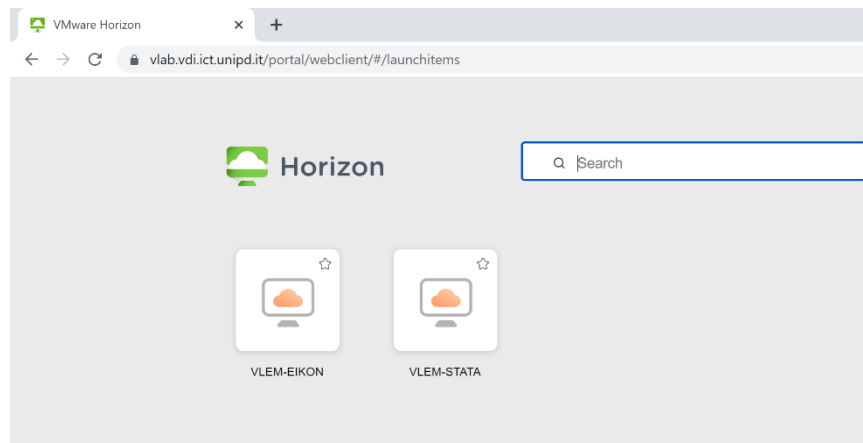 VMware Horizon
vlab.vdi.ict.unipd.it/portal/webclient/#/launchitems
Horizon
Search
VLEM-EIKON
VLEM-STATA